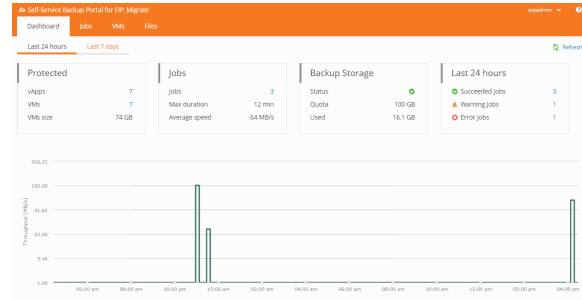 Self-Service Backup Portal for EIP_Migrate
eipadmin
Dashboard Jobs VMs Files
Last 24 hours Last 7 days
Refresh
Protected
vApps 7
VMs 7
VMs size 74 GB
Jobs
Jobs 3
Max duration 12 min
Average speed 64 MB/s
Backup Storage
Status
Quota 100 GB
Used 16.1 GB
Last 24 hours
Succeeded Jobs 3
Warning Jobs 1
Error Jobs 1
Throughput (MB/s)
316.23
100.00
31.62
10.00
3.16
1.00
06:00 pm 08:00 pm 10:00 pm 12:00 am 02:00 am 04:00 am 06:00 am 08:00 am 10:00 am 12:00 pm 02:00 pm 04:00 pm